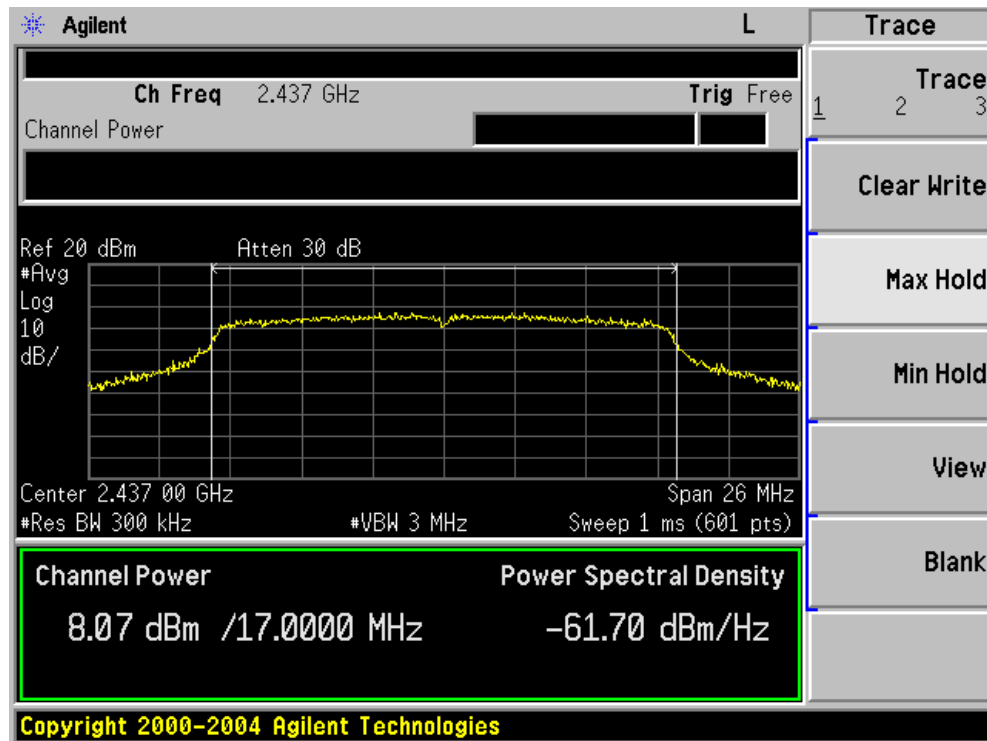 Agilent L Trace
Ch Freq 2.437 GHz Trig Free
Channel Power
Trace
1 2 3
Clear Write
Max Hold
Min Hold
View
Blank
Ref 20 dBm Atten 30 dB
#Avg
Log
10
dB/
Center 2.437 00 GHz Span 26 MHz
#Res BW 300 kHz #VBW 3 MHz Sweep 1 ms (601 pts)
Channel Power Power Spectral Density
8.07 dBm /17.0000 MHz -61.70 dBm/Hz
Copyright 2000-2004 Agilent Technologies